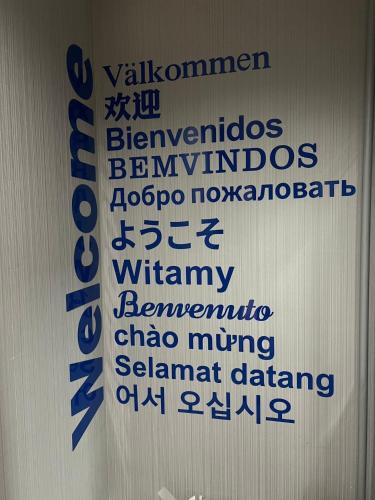 Welcome
Välkommen
欢迎
Bienvenidos
BEMVINDOS
Добро пожаловать
ようこそ
Witamy
Benvenuto
chào mừng
Selamat datang
어서 오십시오